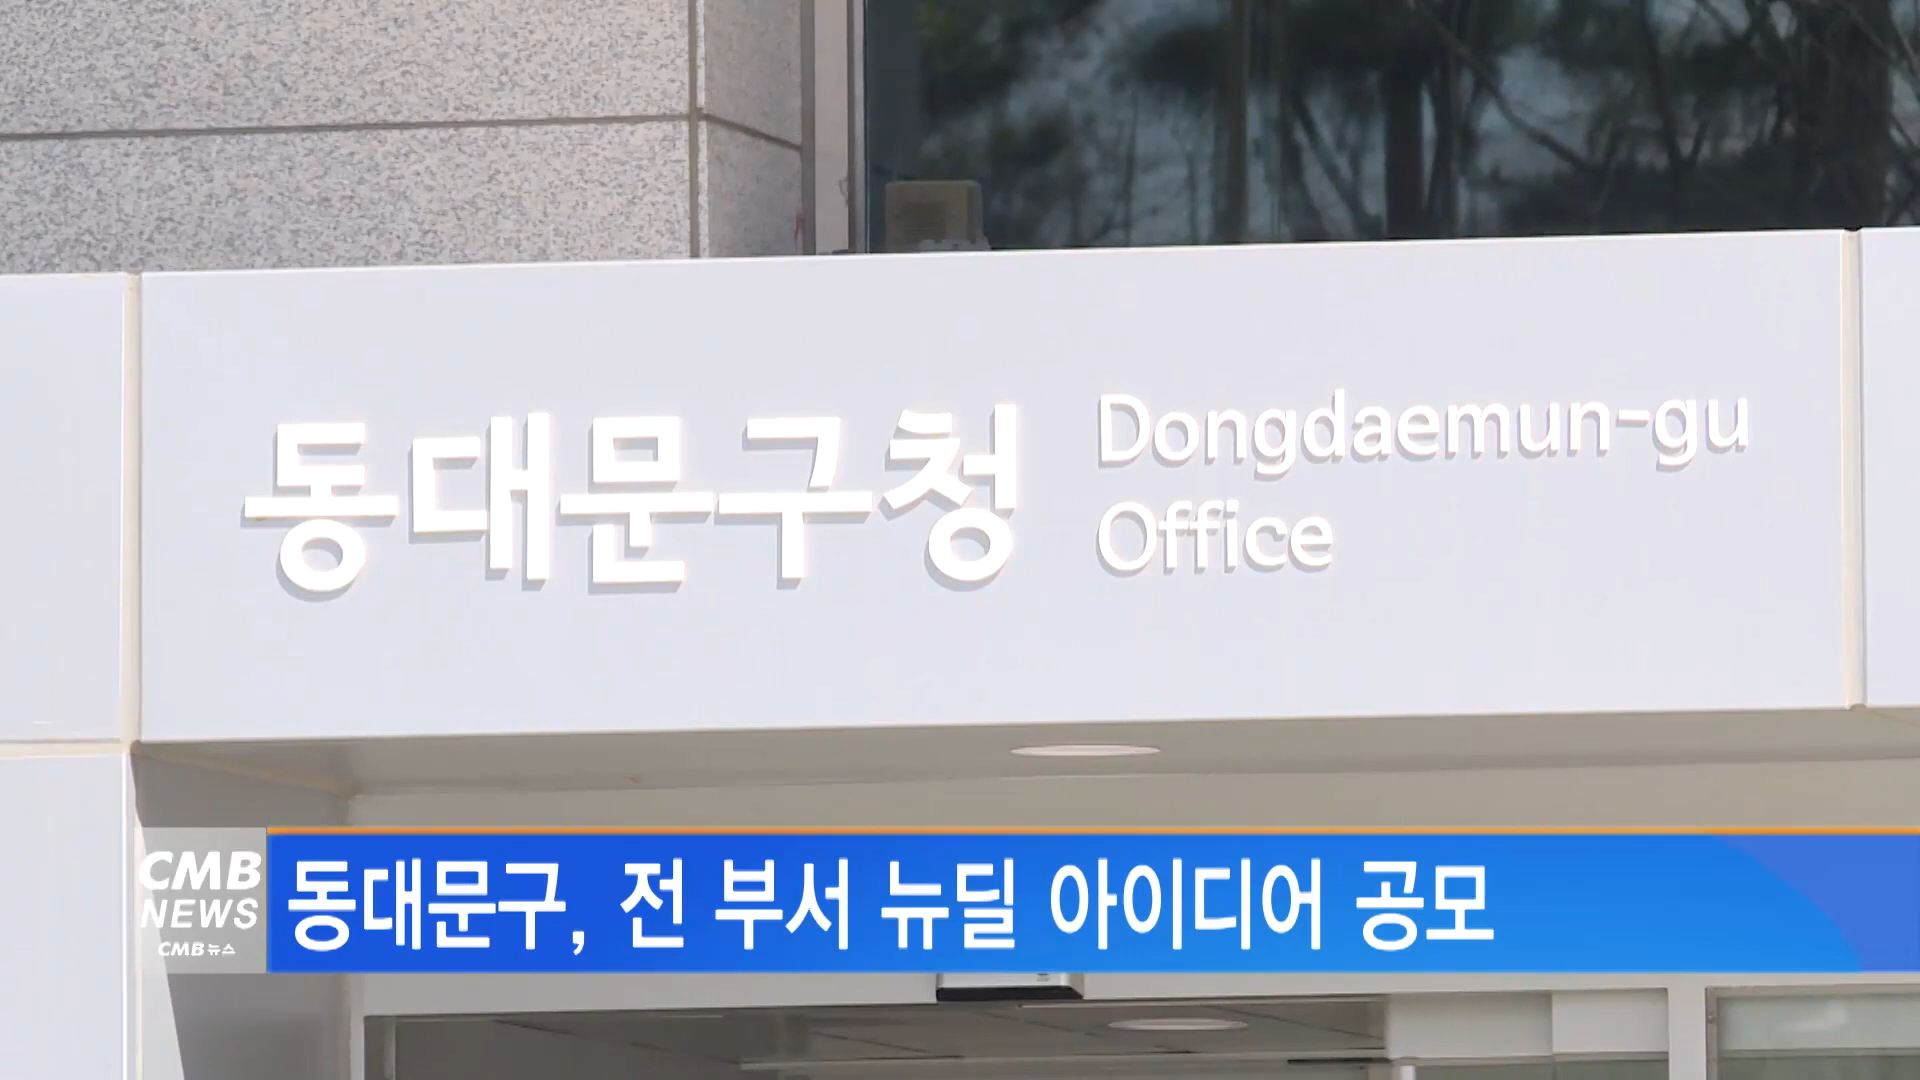 동대문구청
Dongdaemun-gu
Office
CMB
NEWS
CMB뉴스
동대문구, 전 부서 뉴딜 아이디어 공모